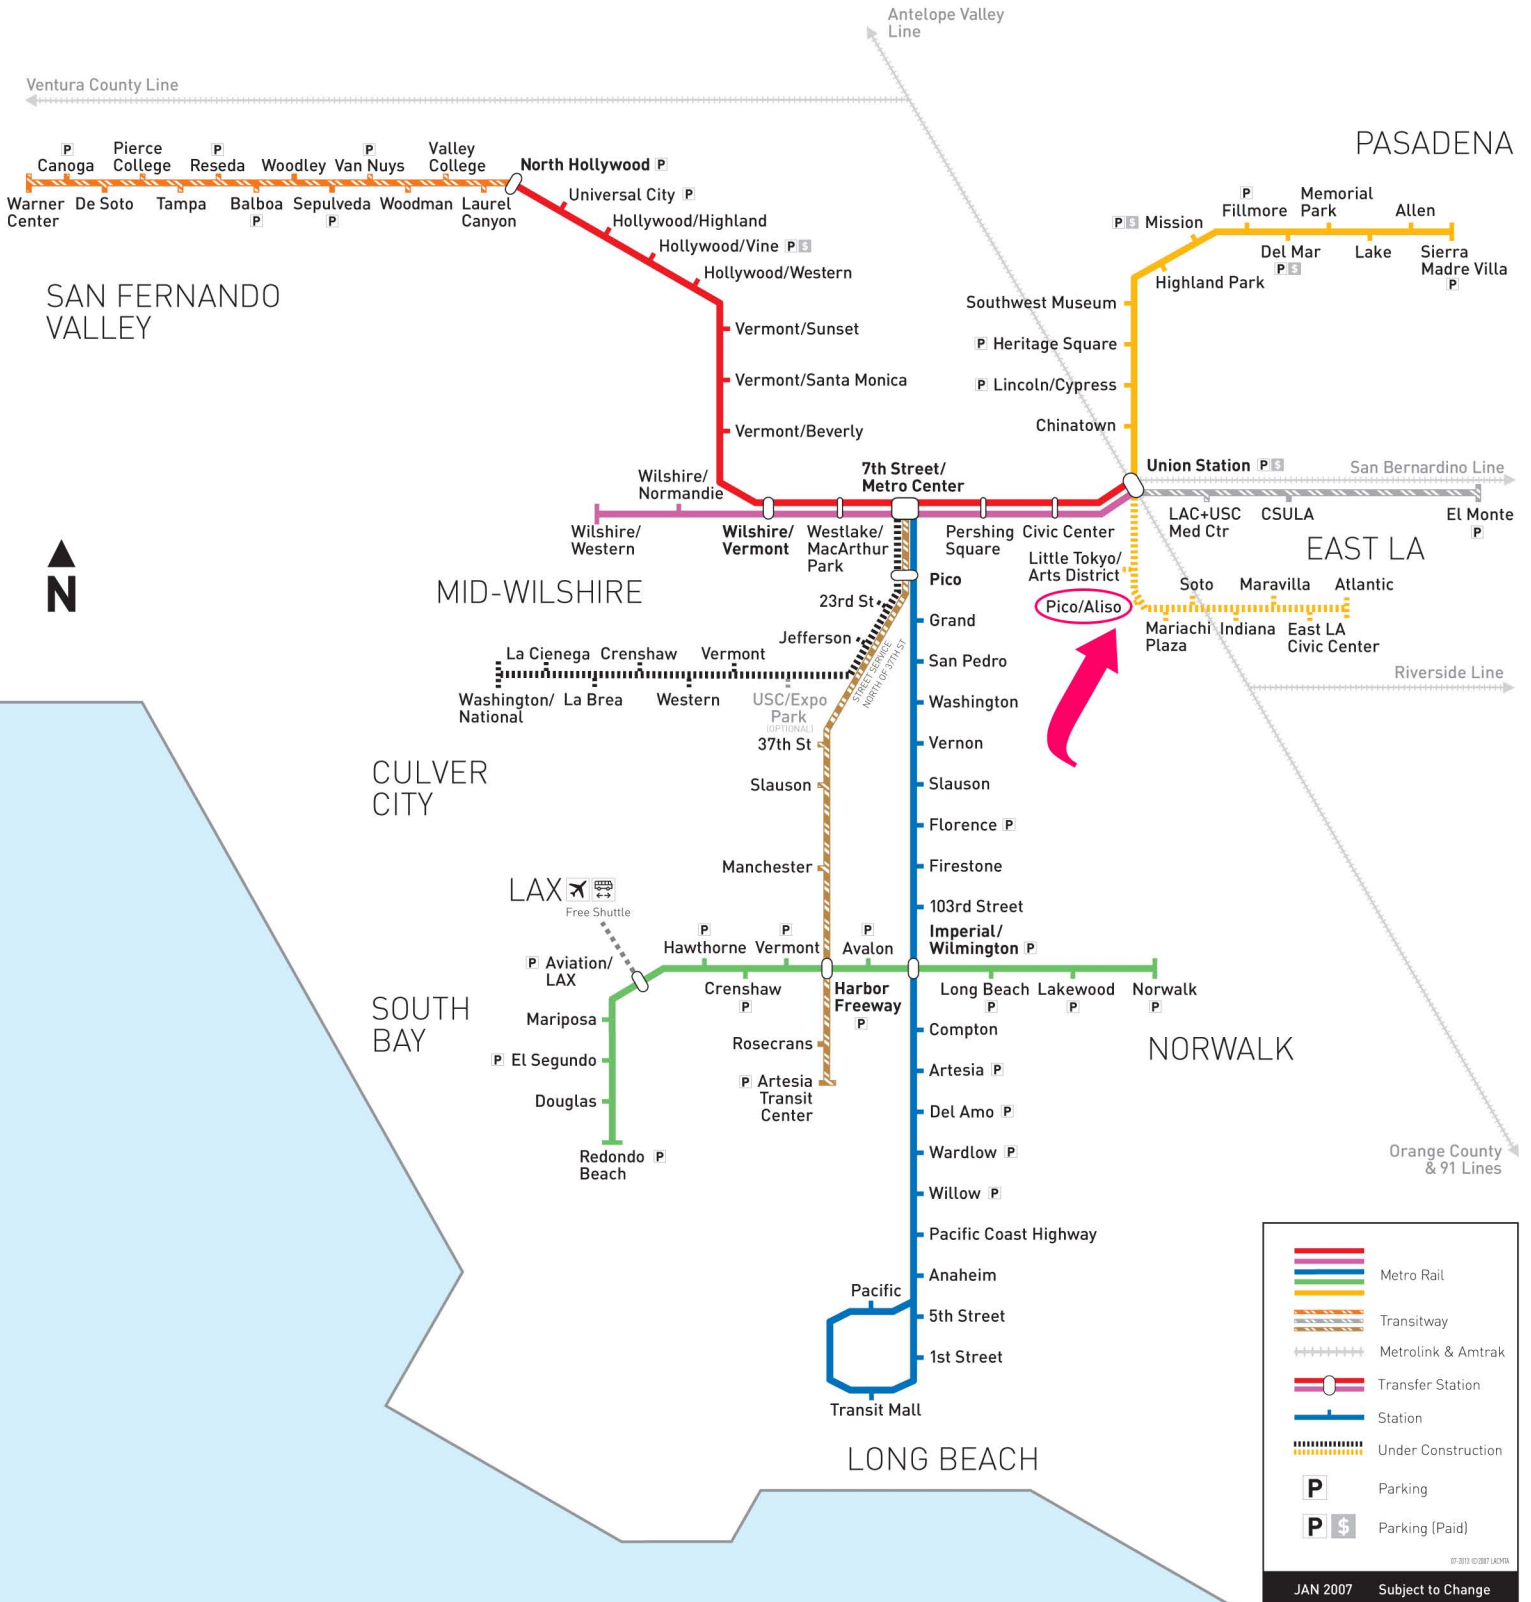 Antelope Valley
Line
Ventura County Line
PASADENA
P
Canoga
Pierce
College
P
Reseda
Woodley
P
Van Nuys
Valley
College
North Hollywood P
Warner
Center
De Soto
Tampa
Balboa
P
Sepulveda
P
Woodman
Laurel
Canyon
Universal City P
Hollywood/Highland
Hollywood/Vine P $
Hollywood/Western
SAN FERNANDO
VALLEY
Vermont/Sunset
Vermont/Santa Monica
Vermont/Beverly
P $ Mission
P
Fillmore
Memorial
Park
Allen
Del Mar
P $
Lake
Sierra
Madre Villa
P
Highland Park
Southwest Museum
P Heritage Square
P Lincoln/Cypress
Chinatown
Union Station P $
San Bernardino Line
Wilshire/
Normandie
7th Street/
Metro Center
Wilshire/
Western
Wilshire/
Vermont
Westlake/
MacArthur
Park
Pershing
Square
Civic Center
LAC+USC
Med Ctr
CSULA
El Monte
P
EAST LA
Little Tokyo/
Arts District
Pico/Aliso
Soto
Maravilla
Atlantic
Mariachi
Plaza
Indiana
East LA
Civic Center
Riverside Line
N
MID-WILSHIRE
Pico
23rd St
Jefferson
Grand
San Pedro
Washington
Vernon
Slauson
Florence P
Firestone
103rd Street
Imperial/
Wilmington P
STREET SERVICE
NORTH OF 37TH ST
La Cienega
Crenshaw
Vermont
Washington/
National
La Brea
Western
USC/Expo
Park
(OPTIONAL)
37th St
Slauson
Manchester
CULVER
CITY
LAX
Free Shuttle
P Aviation/
LAX
P
Hawthorne
P
Vermont
P
Avalon
Crenshaw
P
Harbor
Freeway
P
Long Beach
P
Lakewood
P
Norwalk
P
NORWALK
SOUTH
BAY
Mariposa
P El Segundo
Douglas
Redondo P
Beach
Rosecrans
P Artesia
Transit
Center
Compton
Artesia P
Del Amo P
Wardlow P
Willow P
Pacific Coast Highway
Anaheim
Pacific
5th Street
1st Street
Transit Mall
LONG BEACH
Orange County
& 91 Lines
Metro Rail
Transitway
Metrolink & Amtrak
Transfer Station
Station
Under Construction
P Parking
P $ Parking (Paid)
07-2013 ©2007 LACMTA
JAN 2007 Subject to Change